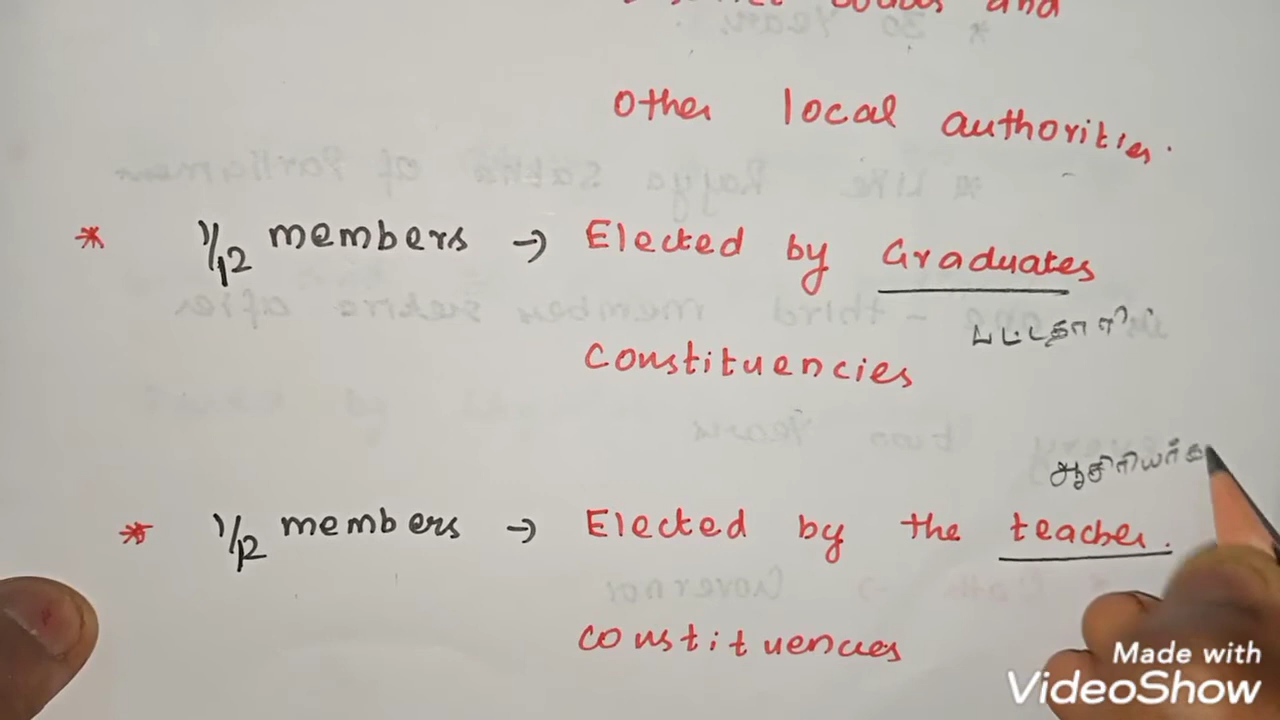 and
Other local authorities.
* 1/12 members → Elected by Graduates
பட்டதாரி
Constituencies
ஆசிரியர்க
* 1/12 members → Elected by the teacher.
constituences
Made with
VideoShow